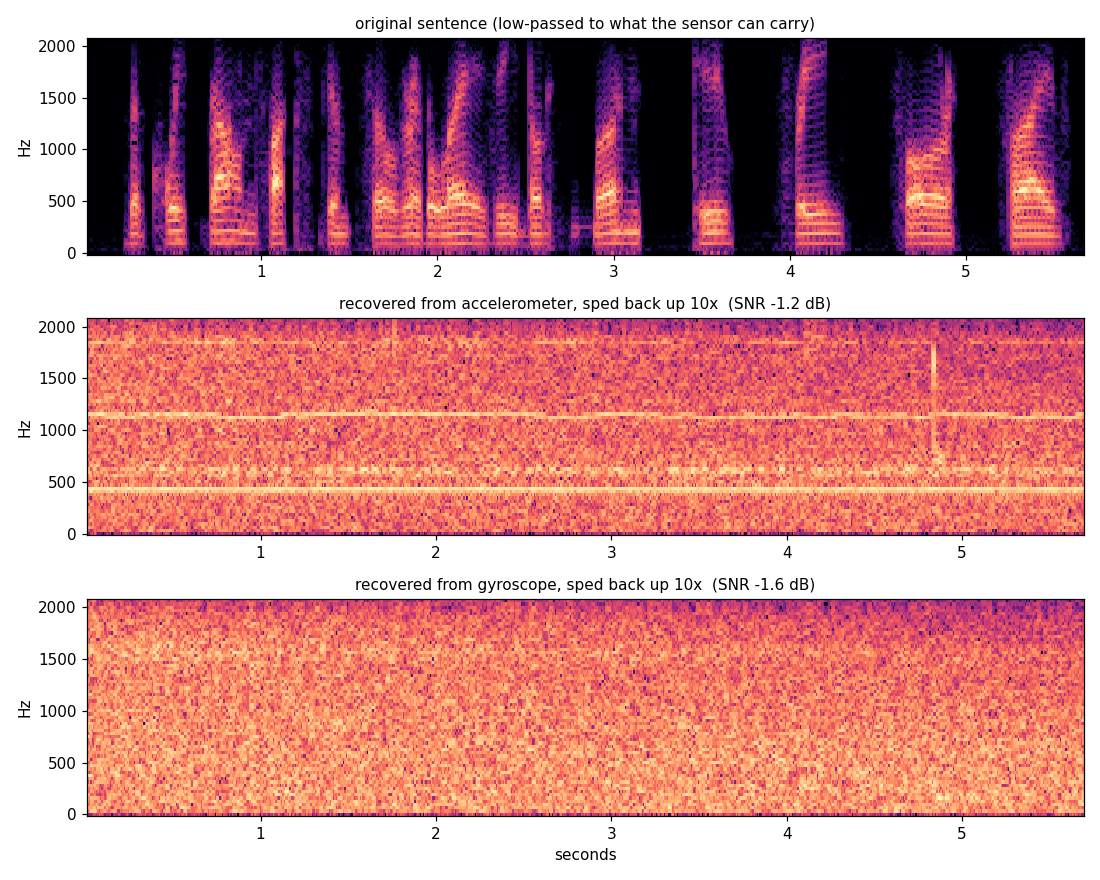 original sentence (low-passed to what the sensor can carry)
2000
1500
1000
500
0
Hz
1 2 3 4 5
recovered from accelerometer, sped back up 10x (SNR -1.2 dB)
2000
1500
1000
500
0
Hz
1 2 3 4 5
recovered from gyroscope, sped back up 10x (SNR -1.6 dB)
2000
1500
1000
500
0
Hz
1 2 3 4 5
seconds